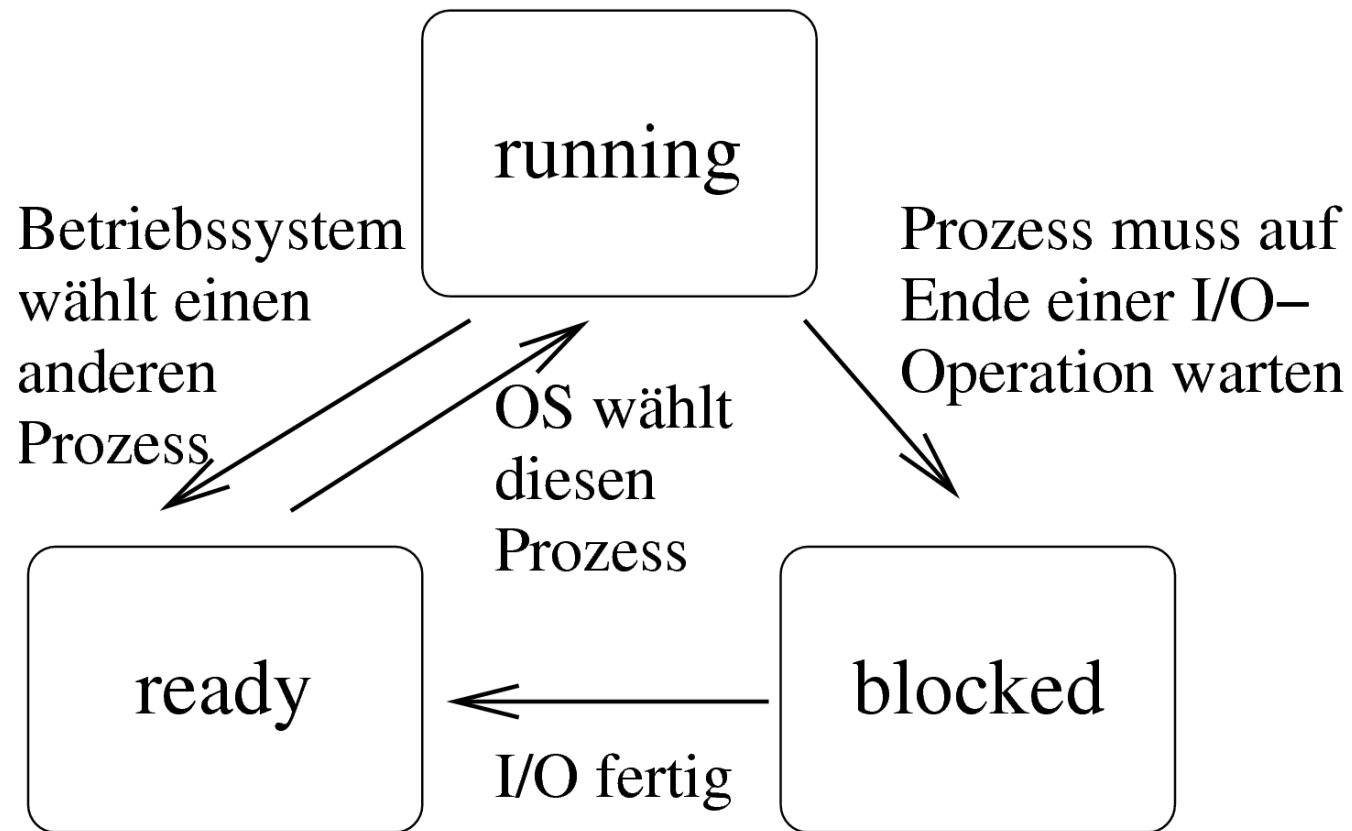 running
Betriebssystem
wählt einen
anderen
Prozess
Prozess muss auf
Ende einer I/O–
Operation warten
OS wählt
diesen
Prozess
ready
blocked
I/O fertig